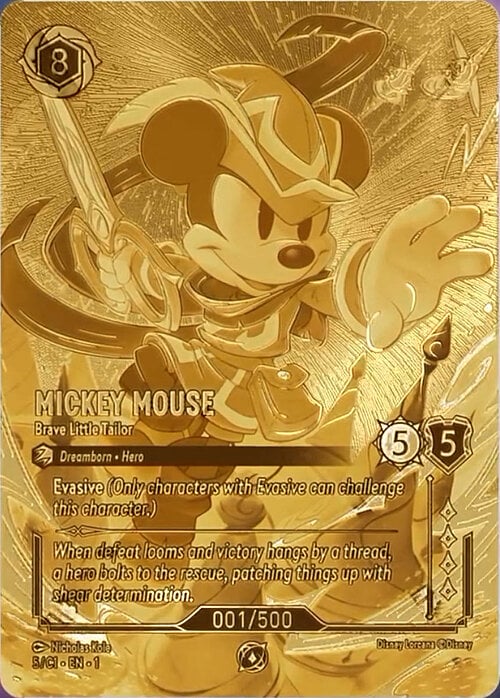 8
MICKEY MOUSE
Brave Little Tailor
5 5
Dreamborn • Hero
Evasive (Only characters with Evasive can challenge
this character.)
When defeat looms and victory hangs by a thread,
a hero bolts to the rescue, patching things up with
shear determination.
001/500
Nicholas Kole
Disney Lorcana ©Disney
5/C1 • EN • 1